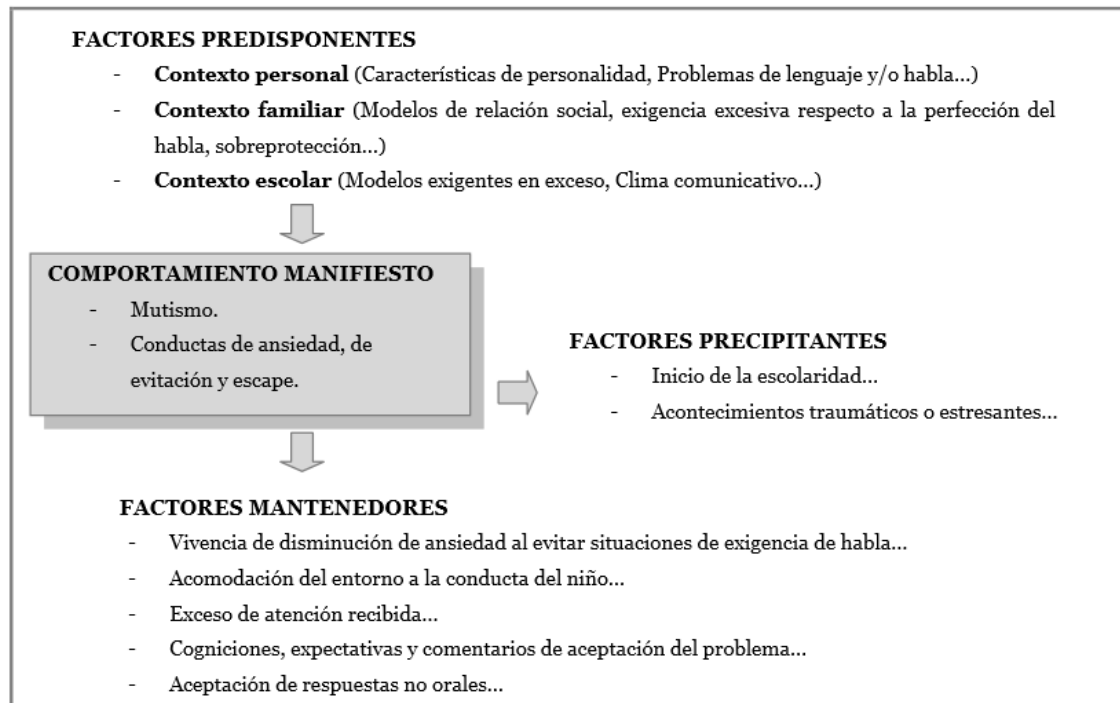 FACTORES PREDISPONENTES
- Contexto personal (Características de personalidad, Problemas de lenguaje y/o habla...)
- Contexto familiar (Modelos de relación social, exigencia excesiva respecto a la perfección del
habla, sobreprotección...)
- Contexto escolar (Modelos exigentes en exceso, Clima comunicativo...)
COMPORTAMIENTO MANIFIESTO
- Mutismo.
- Conductas de ansiedad, de
evitación y escape.
FACTORES PRECIPITANTES
- Inicio de la escolaridad...
- Acontecimientos traumáticos o estresantes...
FACTORES MANTENEDORES
- Vivencia de disminución de ansiedad al evitar situaciones de exigencia de habla...
- Acomodación del entorno a la conducta del niño...
- Exceso de atención recibida...
- Cogniciones, expectativas y comentarios de aceptación del problema...
- Aceptación de respuestas no orales...